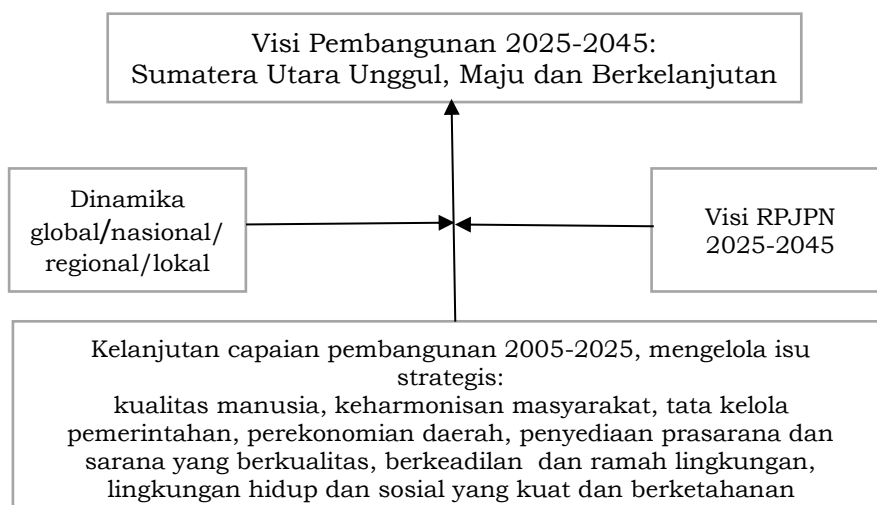 Visi Pembangunan 2025-2045:
Sumatera Utara Unggul, Maju dan Berkelanjutan
Dinamika
global/nasional/
regional/lokal
Visi RPJPN
2025-2045
Kelanjutan capaian pembangunan 2005-2025, mengelola isu
strategis:
kualitas manusia, keharmonisan masyarakat, tata kelola
pemerintahan, perekonomian daerah, penyediaan prasarana dan
sarana yang berkualitas, berkeadilan dan ramah lingkungan,
lingkungan hidup dan sosial yang kuat dan berketahanan